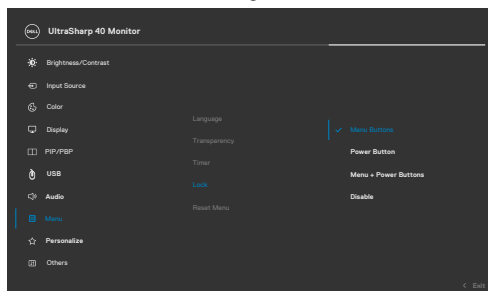 DELL UltraSharp 40 Monitor
Brightness/Contrast
Input Source
Color
Display
PIP/PBP
USB
Audio
Menu
Personalize
Others
Language
Transparency
Timer
Lock
Reset Menu
Menu Buttons
Power Button
Menu + Power Buttons
Disable
< Exit